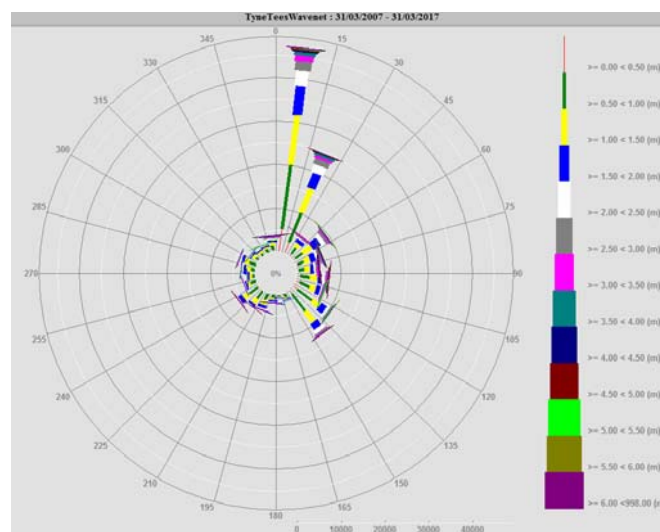 TyneTeesWavenet : 31/03/2007 - 31/03/2017
0
345
15
330
30
315
45
300
60
285
75
270
0%
90
255
105
240
120
225
135
210
195
180
165
0 10000 20000 30000 40000
>= 0.00 < 0.50 (m)
>= 0.50 < 1.00 (m)
>= 1.00 < 1.50 (m)
>= 1.50 < 2.00 (m)
>= 2.00 < 2.50 (m)
>= 2.50 < 3.00 (m)
>= 3.00 < 3.50 (m)
>= 3.50 < 4.00 (m)
>= 4.00 < 4.50 (m)
>= 4.50 < 5.00 (m)
>= 5.00 < 5.50 (m)
>= 5.50 < 6.00 (m)
>= 6.00 <998.00 (